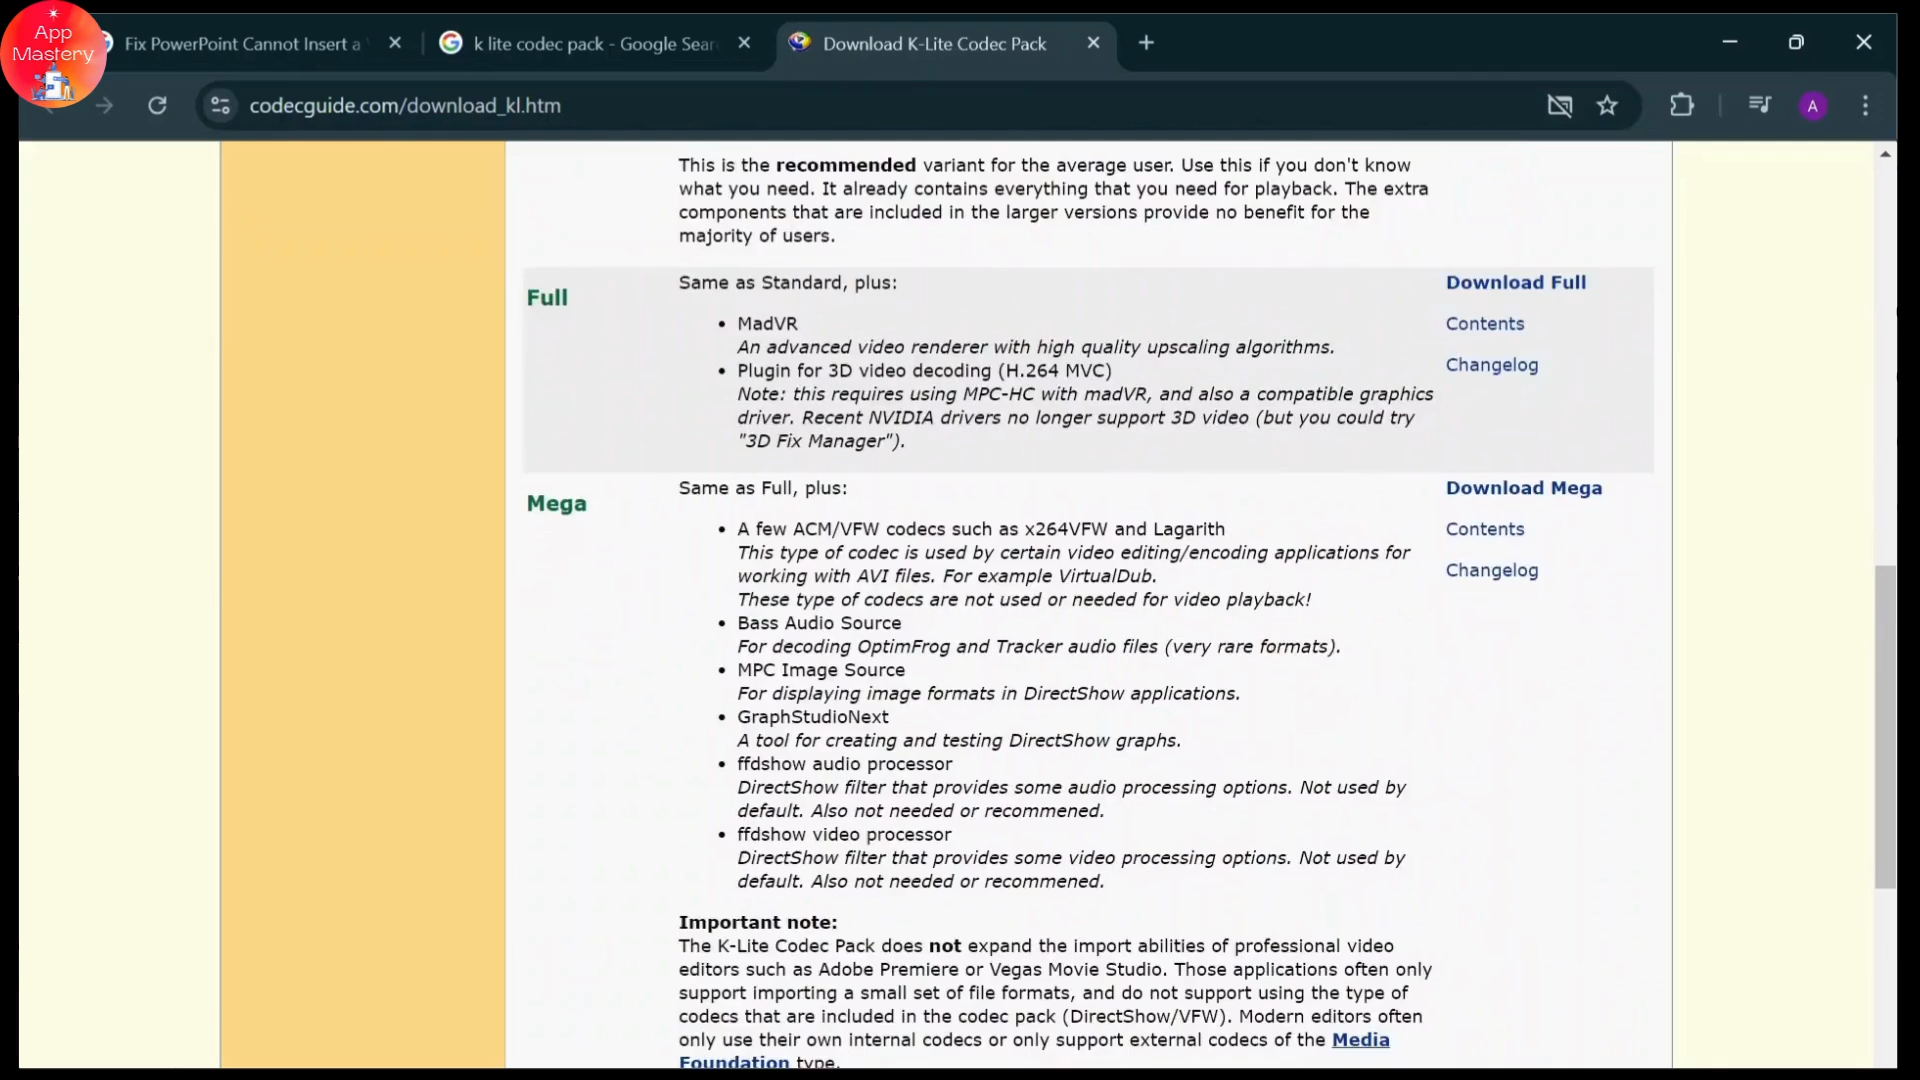 App
Mastery
Fix PowerPoint Cannot Insert a
k lite codec pack - Google Sear
Download K-Lite Codec Pack
codecguide.com/download_kl.htm
A
This is the recommended variant for the average user. Use this if you don't know
what you need. It already contains everything that you need for playback. The extra
components that are included in the larger versions provide no benefit for the
majority of users.
Full
Same as Standard, plus:
Download Full
• MadVR
Contents
An advanced video renderer with high quality upscaling algorithms.
• Plugin for 3D video decoding (H.264 MVC)
Changelog
Note: this requires using MPC-HC with madVR, and also a compatible graphics
driver. Recent NVIDIA drivers no longer support 3D video (but you could try
"3D Fix Manager").
Mega
Same as Full, plus:
Download Mega
• A few ACM/VFW codecs such as x264VFW and Lagarith
Contents
This type of codec is used by certain video editing/encoding applications for
working with AVI files. For example VirtualDub.
Changelog
These type of codecs are not used or needed for video playback!
• Bass Audio Source
For decoding OptimFrog and Tracker audio files (very rare formats).
• MPC Image Source
For displaying image formats in DirectShow applications.
• GraphStudioNext
A tool for creating and testing DirectShow graphs.
• ffdshow audio processor
DirectShow filter that provides some audio processing options. Not used by
default. Also not needed or recommened.
• ffdshow video processor
DirectShow filter that provides some video processing options. Not used by
default. Also not needed or recommened.
Important note:
The K-Lite Codec Pack does not expand the import abilities of professional video
editors such as Adobe Premiere or Vegas Movie Studio. Those applications often only
support importing a small set of file formats, and do not support using the type of
codecs that are included in the codec pack (DirectShow/VFW). Modern editors often
only use their own internal codecs or only support external codecs of the Media
Foundation type.